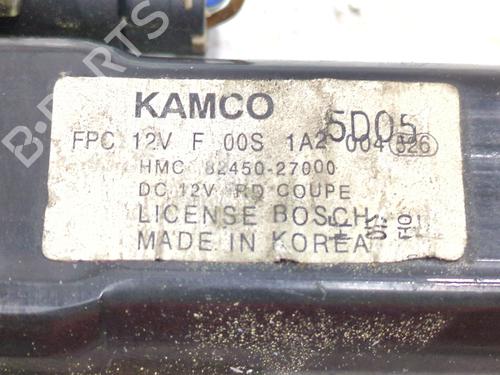 KAMCO 5D05
FPC 12V F 00S 1A2 004 526
HMC 82450-27000
DC 12V RD COUPE
LICENSE BOSCH
MADE IN KOREA
B-PARTS